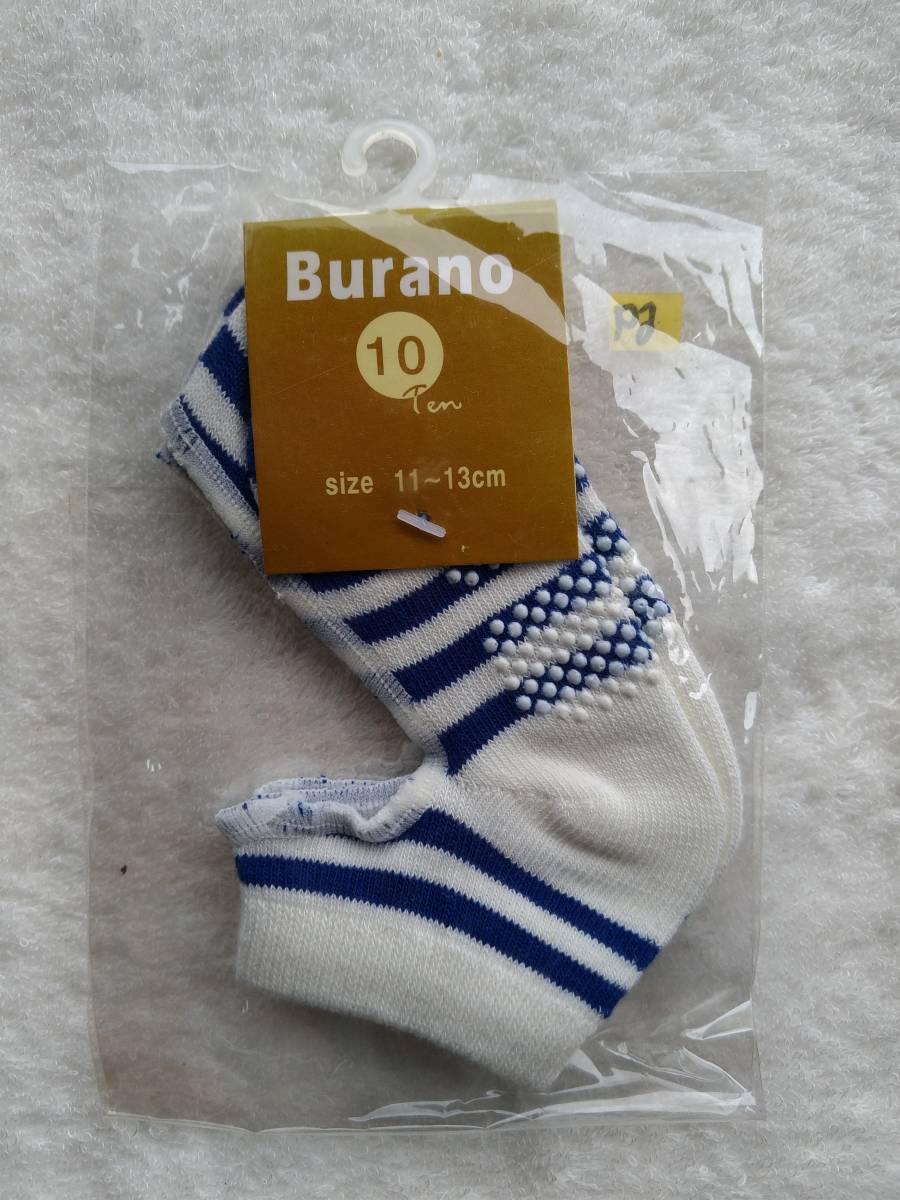 Burano
10
Ten
size 11~13cm